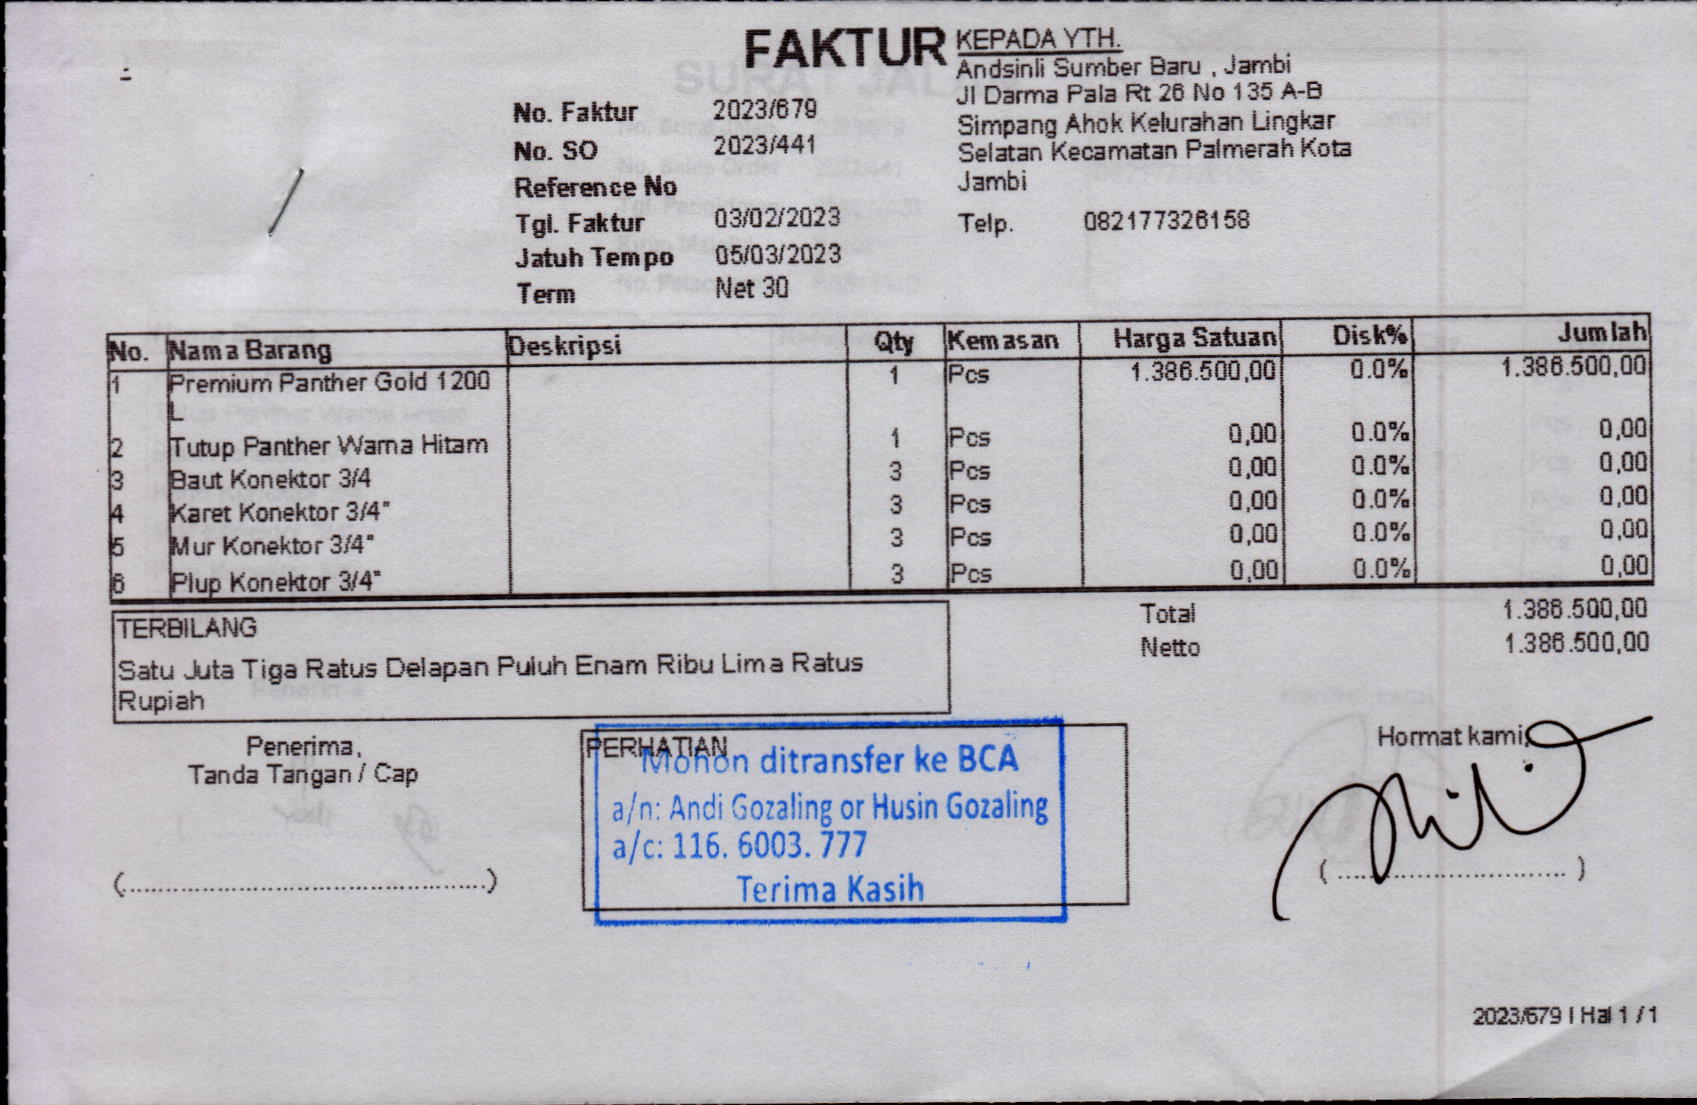 FAKTUR
KEPADA YTH.
Andsinli Sumber Baru , Jambi
Jl Darma Pala Rt 26 No 135 A-B
Simpang Ahok Kelurahan Lingkar
Selatan Kecamatan Palmerah Kota
Jambi
Telp. 082177326158
No. Faktur 2023/679
No. SO 2023/441
Reference No
Tgl. Faktur 03/02/2023
Jatuh Tempo 05/03/2023
Term Net 30
No. Nama Barang Deskripsi Qty Kemasan Harga Satuan Disk% Jumlah
1 Premium Panther Gold 1200 1 Pcs 1.386.500,00 0.0% 1.386.500,00
L
2 Tutup Panther Warna Hitam 1 Pcs 0,00 0.0% 0,00
3 Baut Konektor 3/4 3 Pcs 0,00 0.0% 0,00
4 Karet Konektor 3/4" 3 Pcs 0,00 0.0% 0,00
5 Mur Konektor 3/4" 3 Pcs 0,00 0.0% 0,00
6 Plup Konektor 3/4" 3 Pcs 0,00 0.0% 0,00
Total 1.386.500,00
Netto 1.386.500,00
TERBILANG
Satu Juta Tiga Ratus Delapan Puluh Enam Ribu Lima Ratus
Rupiah
Penerima,
Tanda Tangan / Cap
(................................................)
PERHATIAN
Mohon ditransfer ke BCA
a/n: Andi Gozaling or Husin Gozaling
a/c: 116. 6003. 777
Terima Kasih
Hormat kami,
( .............................. )
2023/679 | Hal 1 / 1